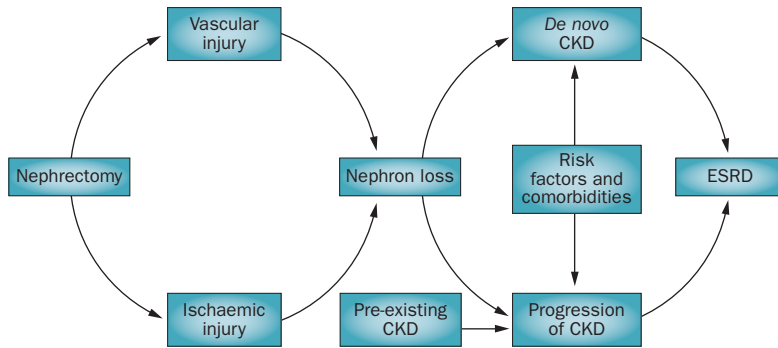 Vascular
injury
De novo
CKD
Nephrectomy
Nephron loss
Risk
factors and
comorbidities
ESRD
Ischaemic
injury
Pre-existing
CKD
Progression
of CKD